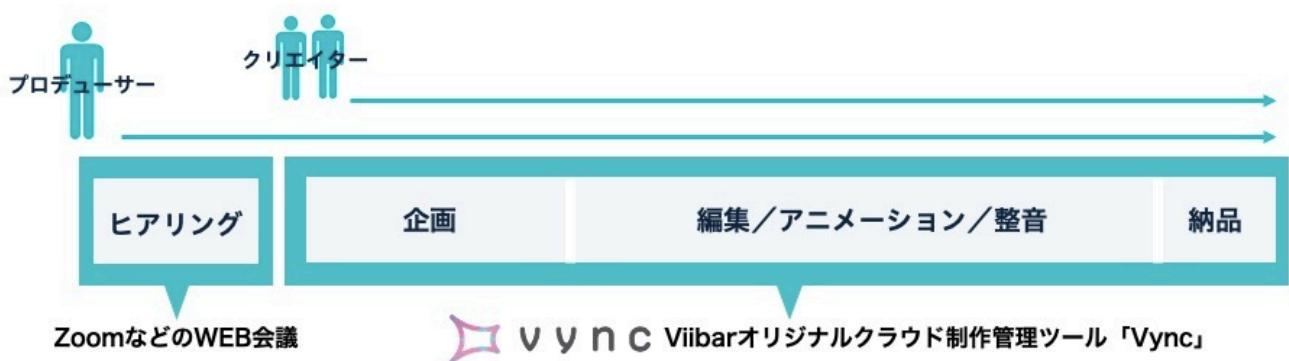 クリエイター
プロデューサー
ヒアリング
企画
編集／アニメーション／整音
納品
ZoomなどのWEB会議
vync Viibarオリジナルクラウド制作管理ツール「Vync」